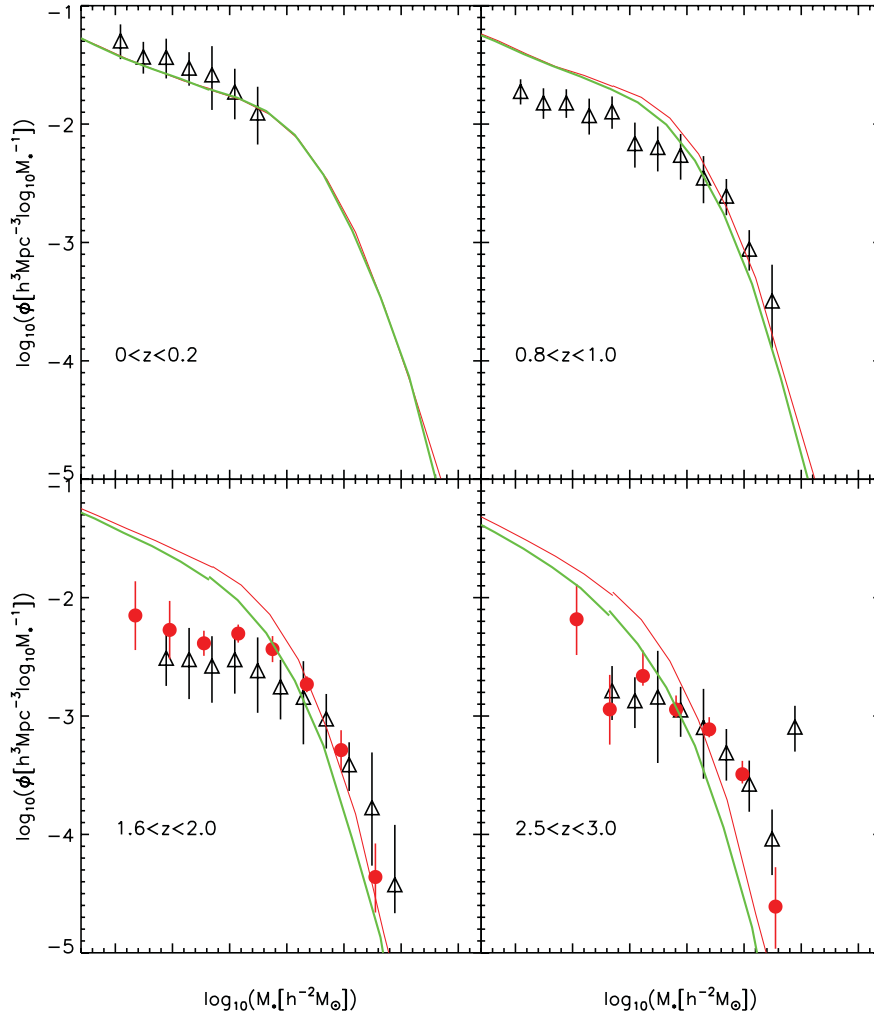 -1
-2
-3
-4
-5
log₁₀(ϕ[h³Mpc⁻³log₁₀M⁎⁻¹])
0<z<0.2
0.8<z<1.0
-1
-2
-3
-4
-5
log₁₀(ϕ[h³Mpc⁻³log₁₀M⁎⁻¹])
1.6<z<2.0
2.5<z<3.0
log₁₀(M⁎[h⁻²M☉])
log₁₀(M⁎[h⁻²M☉])